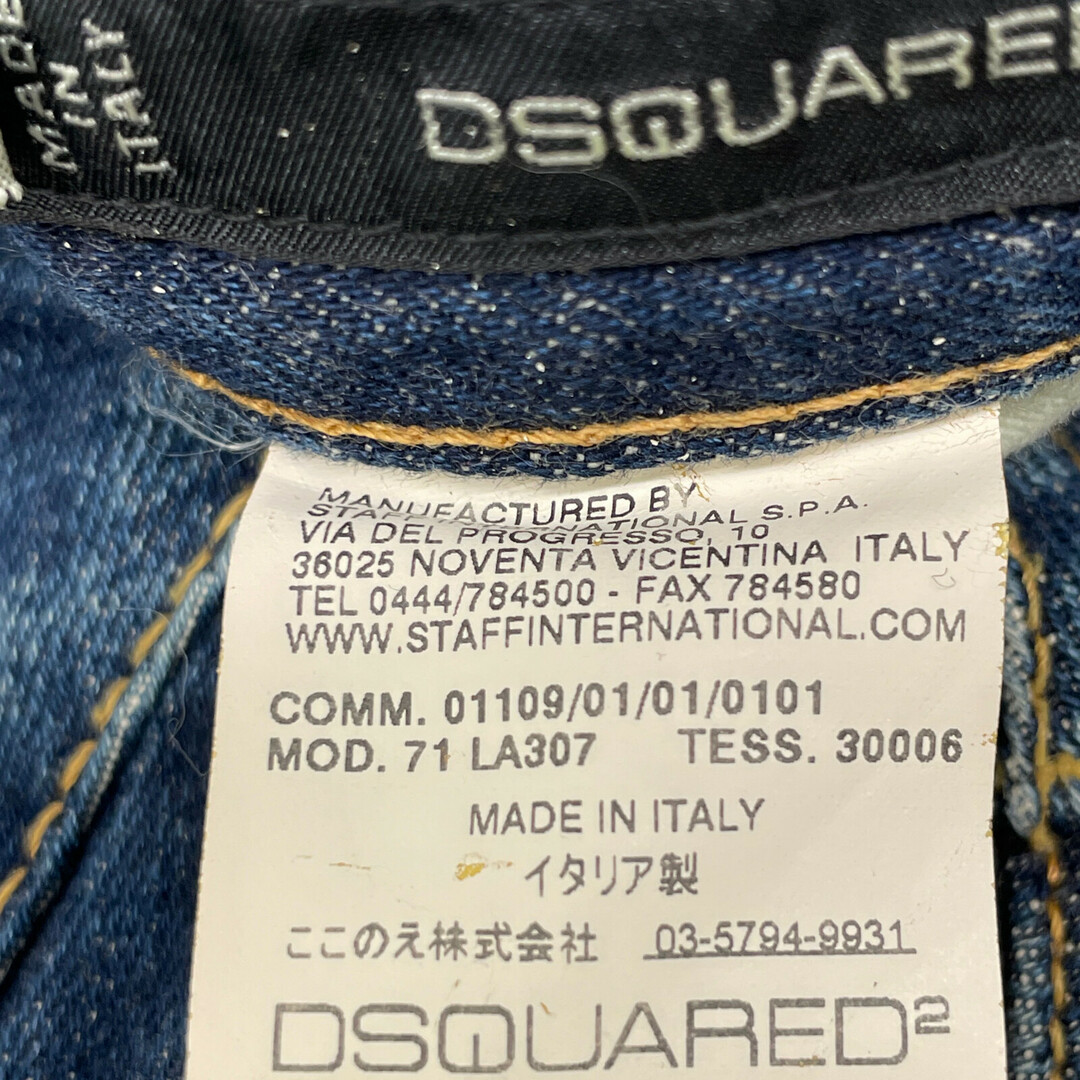 MADE
IN
ITALY
DSQUARED
MANUFACTURED BY
STAFF INTERNATIONAL S.P.A.
VIA DEL PROGRESSO, 10
36025 NOVENTA VICENTINA ITALY
TEL 0444/784500 - FAX 784580
WWW.STAFFINTERNATIONAL.COM
COMM. 01109/01/01/0101
MOD. 71 LA307 TESS. 30006
MADE IN ITALY
イタリア製
ここのえ株式会社 03-5794-9931
DSQUARED²